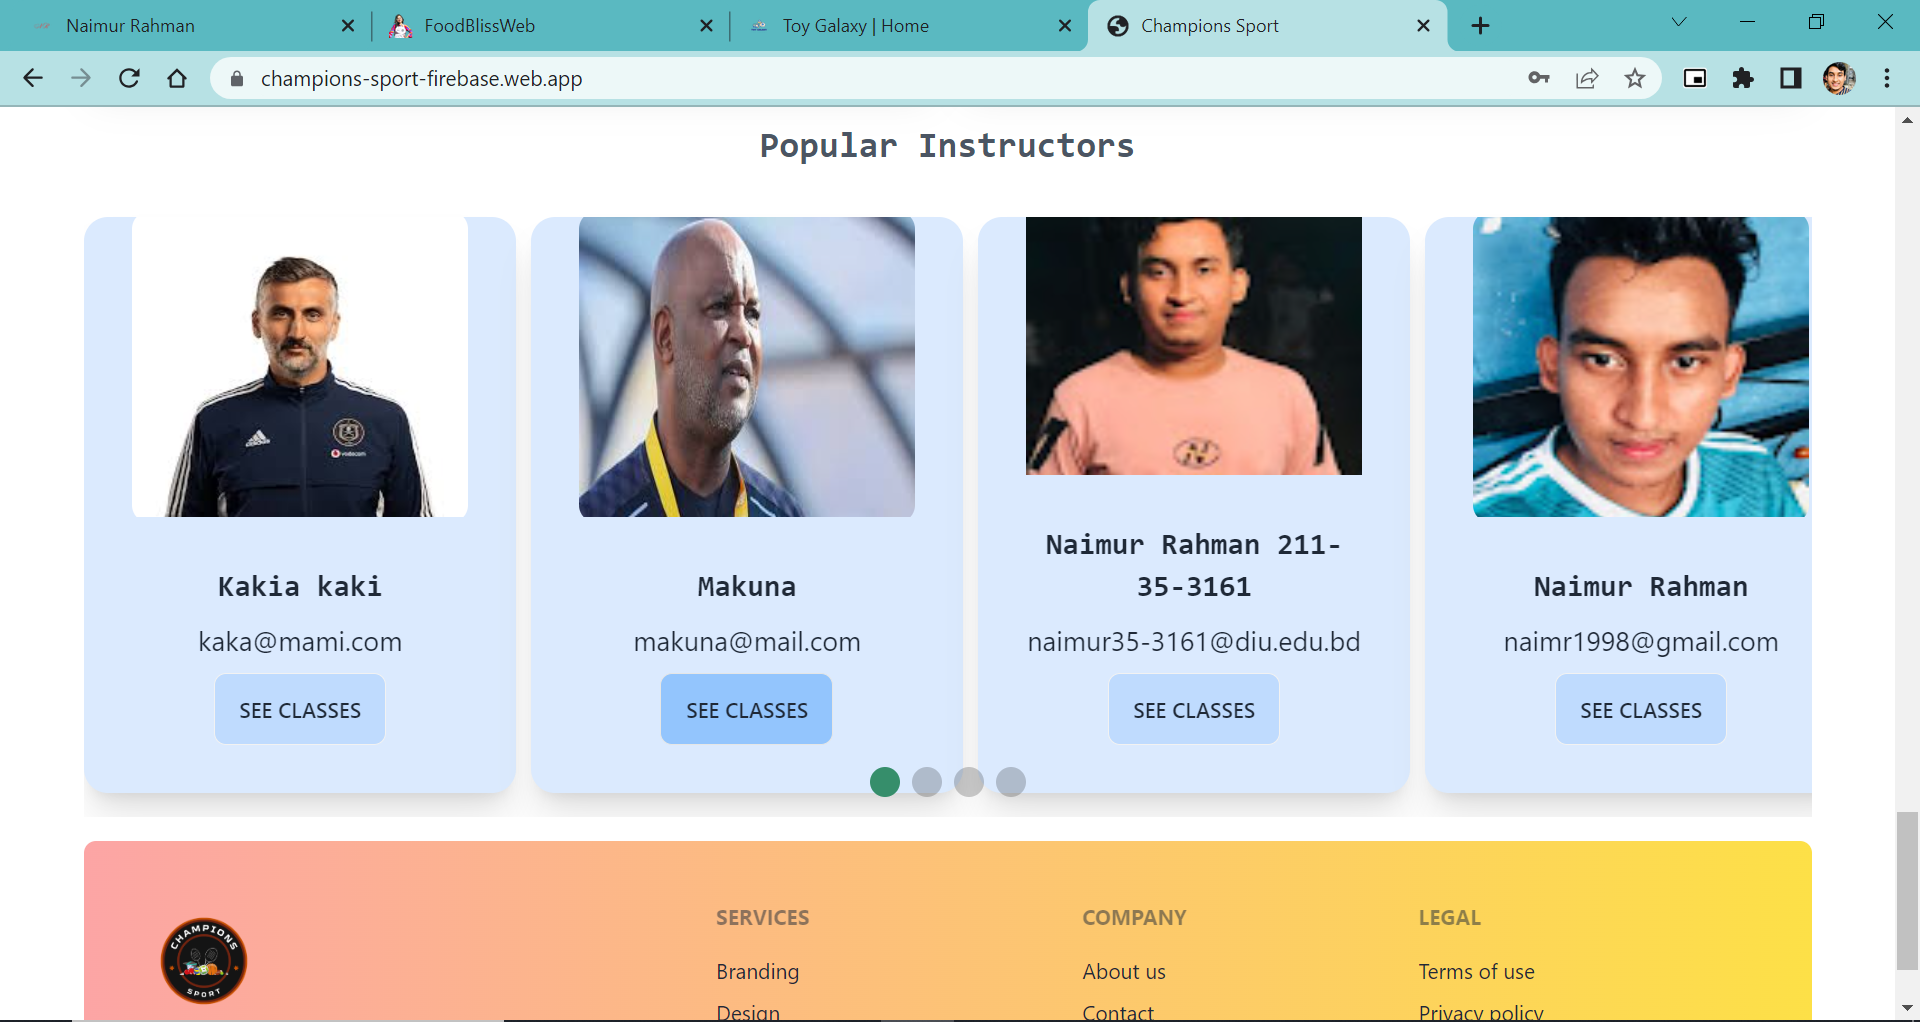 Naimur Rahman
FoodBlissWeb
Toy Galaxy | Home
Champions Sport
champions-sport-firebase.web.app
Popular Instructors
Kakia kaki
kaka@mami.com
SEE CLASSES
Makuna
makuna@mail.com
SEE CLASSES
Naimur Rahman 211-
35-3161
naimur35-3161@diu.edu.bd
SEE CLASSES
Naimur Rahman
naimr1998@gmail.com
SEE CLASSES
CHAMPIONS
SPORT
SERVICES
Branding
Design
COMPANY
About us
Contact
LEGAL
Terms of use
Privacy policy